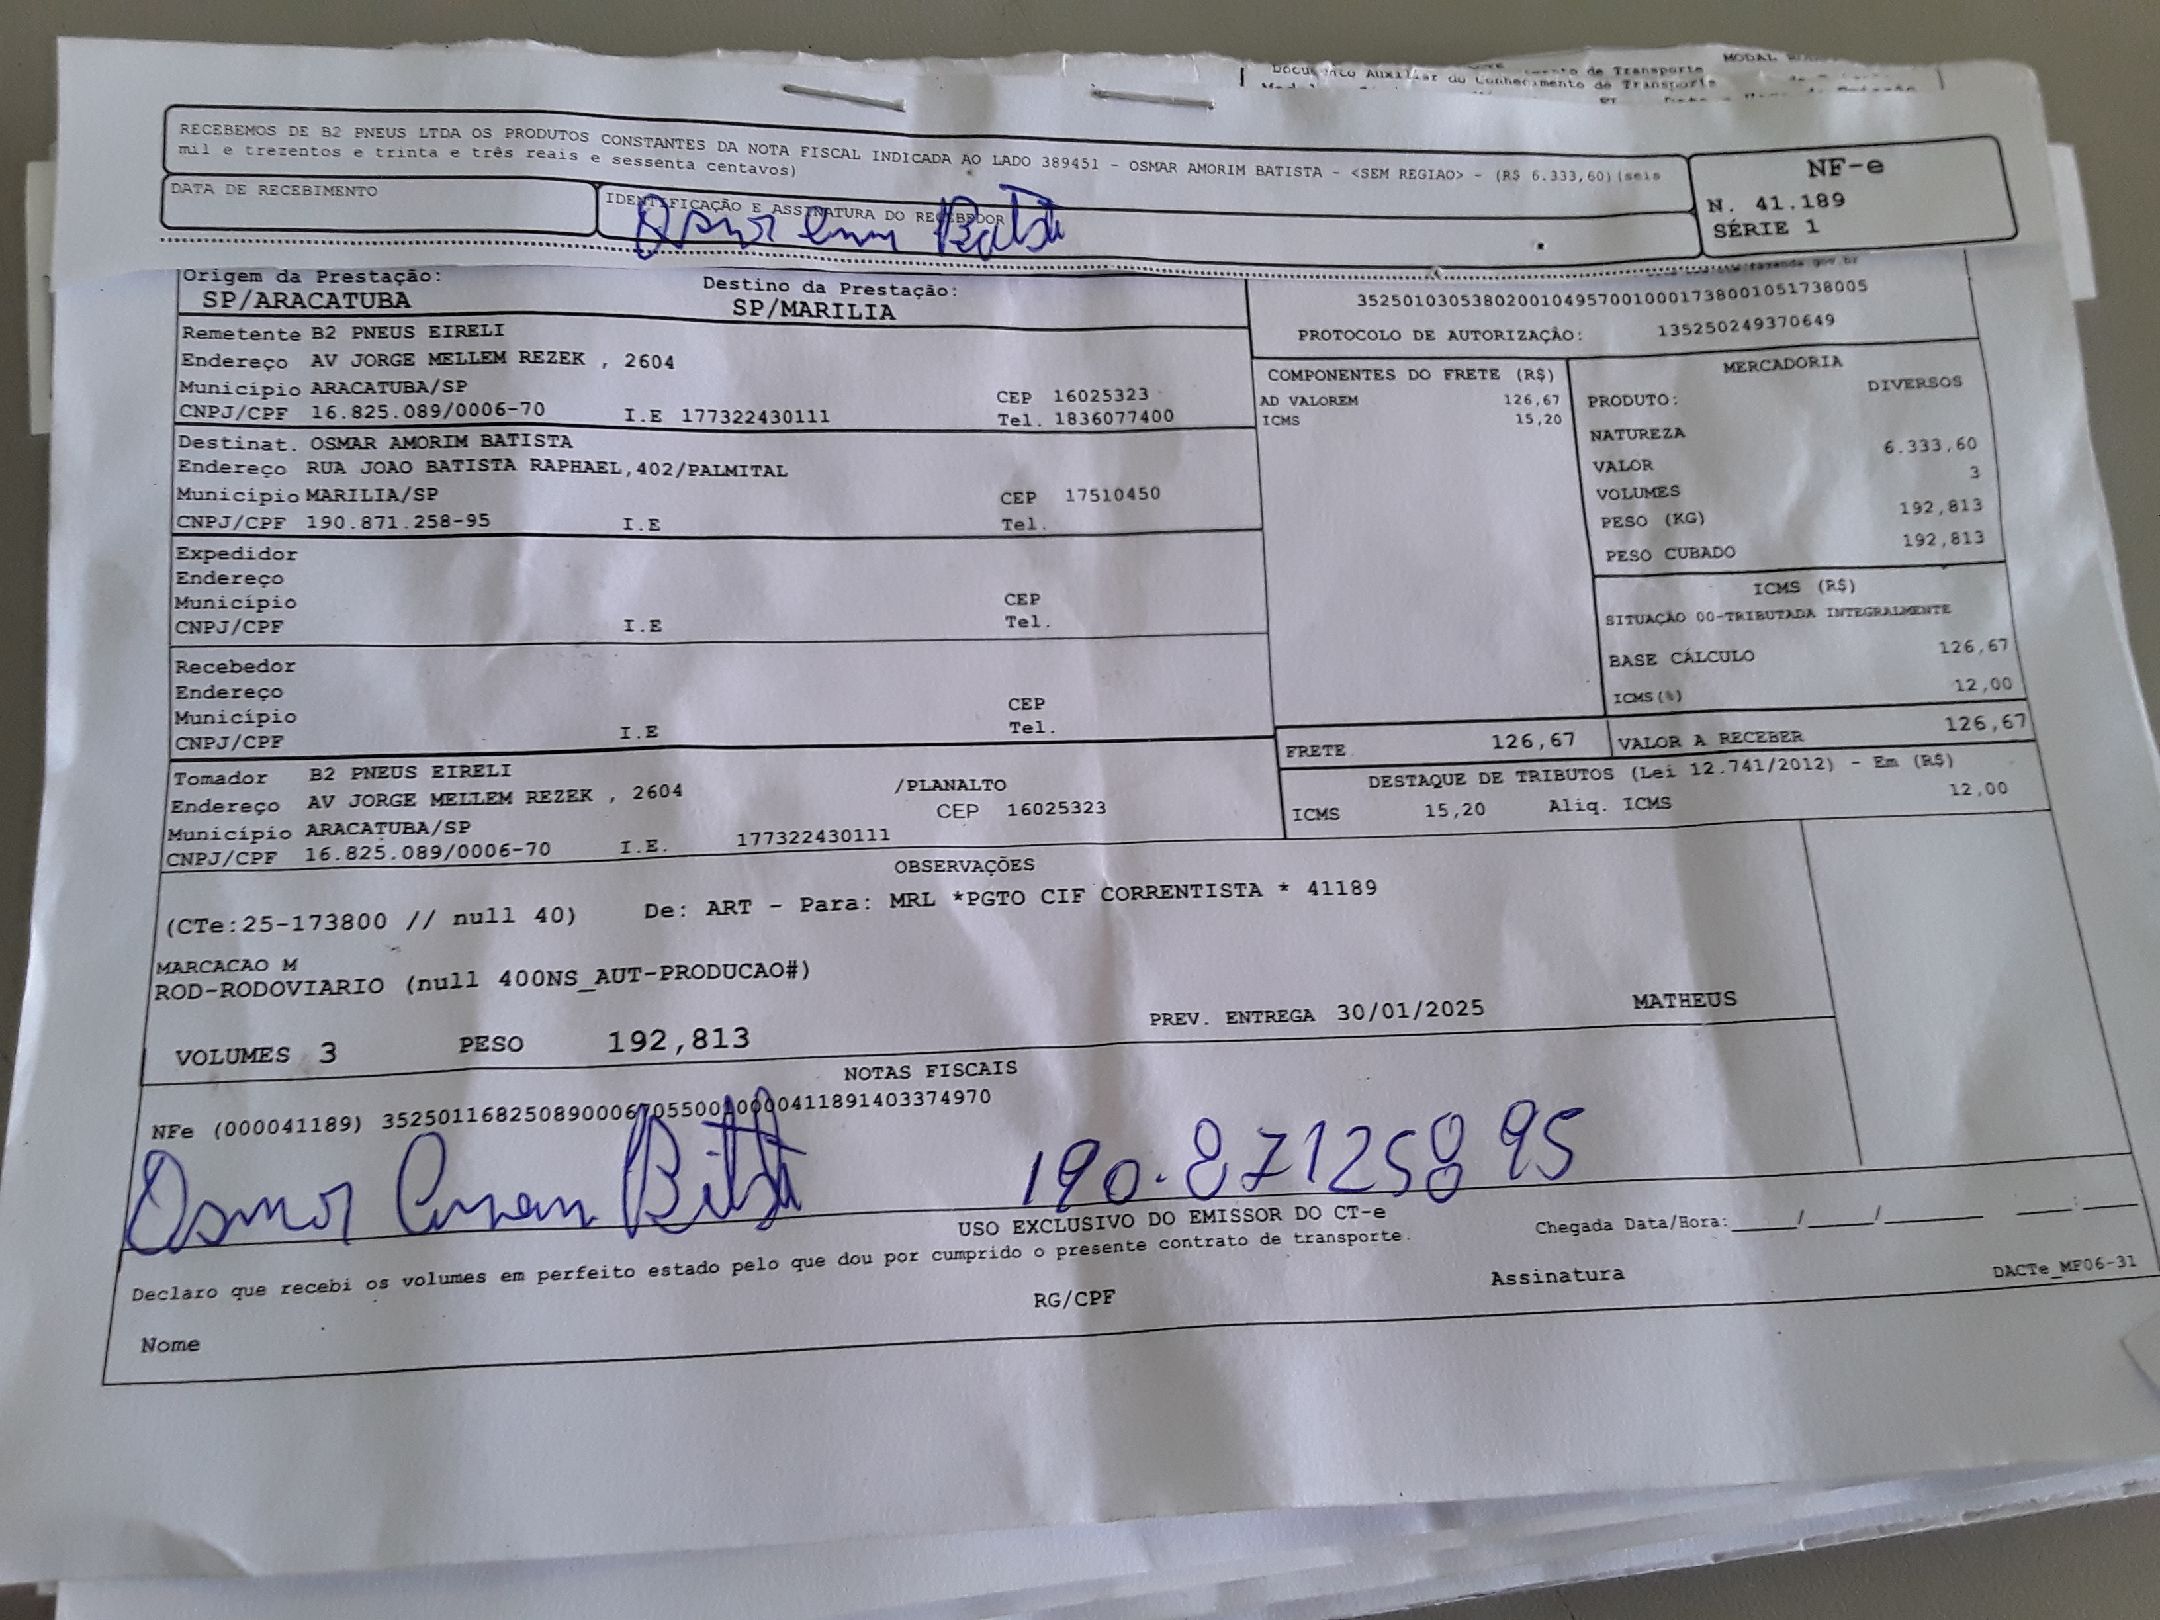 Documento Auxiliar do Conhecimento de Transporte
RECEBEMOS DE B2 PNEUS LTDA OS PRODUTOS CONSTANTES DA NOTA FISCAL INDICADA AO LADO 389451 - OSMAR AMORIM BATISTA - <SEM REGIAO> - (R$ 6.333,60)(seis
mil e trezentos e trinta e três reais e sessenta centavos)
NF-e
N. 41.189
SÉRIE 1
DATA DE RECEBIMENTO
IDENTIFICAÇÃO E ASSINATURA DO RECEBEDOR
Origem da Prestação: Destino da Prestação:
SP/ARACATUBA SP/MARILIA
PROTOCOLO DE AUTORIZAÇÃO: 135250249370649
Remetente B2 PNEUS EIRELI
Endereço AV JORGE MELLEM REZEK , 2604
Município ARACATUBA/SP CEP 16025323
CNPJ/CPF 16.825.089/0006-70 I.E 177322430111 Tel. 1836077400
Destinat. OSMAR AMORIM BATISTA
Endereço RUA JOAO BATISTA RAPHAEL,402/PALMITAL
Município MARILIA/SP CEP 17510450
CNPJ/CPF 190.871.258-95 I.E Tel.
Expedidor
Endereço
Município CEP
CNPJ/CPF I.E Tel.
Recebedor
Endereço
Município CEP
CNPJ/CPF I.E Tel.
Tomador B2 PNEUS EIRELI
Endereço AV JORGE MELLEM REZEK , 2604 /PLANALTO
Município ARACATUBA/SP CEP 16025323
CNPJ/CPF 16.825.089/0006-70 I.E. 177322430111
COMPONENTES DO FRETE (R$)
AD VALOREM 126,67
ICMS 15,20
MERCADORIA
PRODUTO: DIVERSOS
NATUREZA
VALOR 6.333,60
VOLUMES 3
PESO (KG) 192,813
PESO CUBADO 192,813
ICMS (R$)
SITUAÇÃO 00-TRIBUTADA INTEGRALMENTE
BASE CÁLCULO 126,67
ICMS(%) 12,00
FRETE 126,67 VALOR A RECEBER 126,67
DESTAQUE DE TRIBUTOS (Lei 12.741/2012) - Em (R$)
ICMS 15,20 Aliq. ICMS 12,00
OBSERVAÇÕES
(CTe:25-173800 // null 40) De: ART - Para: MRL *PGTO CIF CORRENTISTA * 41189
MARCACAO M
ROD-RODOVIARIO (null 400NS_AUT-PRODUCAO#)
VOLUMES 3 PESO 192,813 PREV. ENTREGA 30/01/2025 MATHEUS
NOTAS FISCAIS
NFe (000041189)
Osmar Batista 190.87125895
USO EXCLUSIVO DO EMISSOR DO CT-e
Declaro que recebi os volumes em perfeito estado pelo que dou por cumprido o presente contrato de transporte.
Chegada Data/Hora:_____/_____/_______ ____:____
Nome RG/CPF Assinatura
DACTe_MF06-31